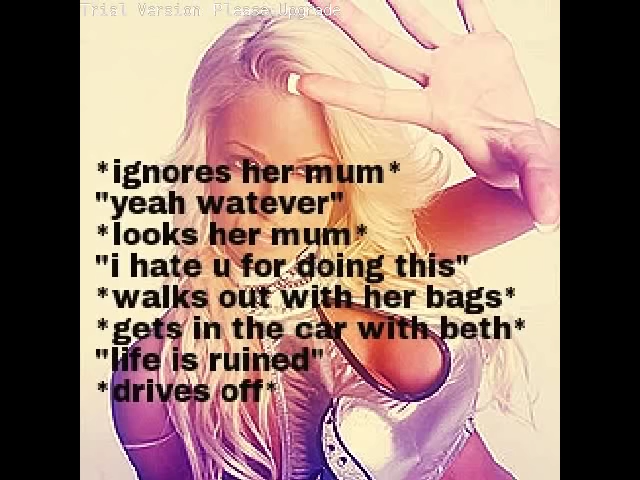 Trial Version Please Upgrade
*ignores her mum*
"yeah watever"
*looks her mum*
"i hate u for doing this"
*walks out with her bags*
*gets in the car with beth*
"life is ruined"
*drives off*